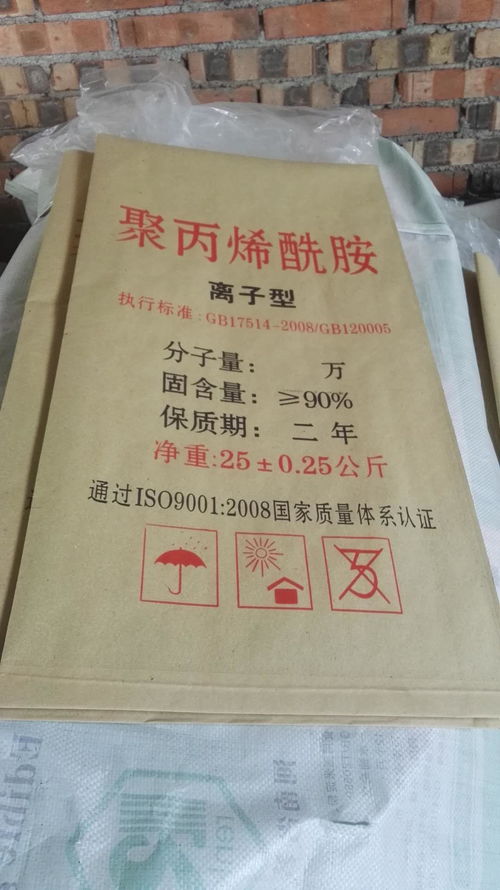 聚丙烯酰胺
离子型
执行标准:GB17514-2008/GB120005
分子量: 万
固含量: ≥90%
保质期: 二年
净重:25±0.25公斤
通过ISO9001:2008国家质量体系认证
Edible
河南